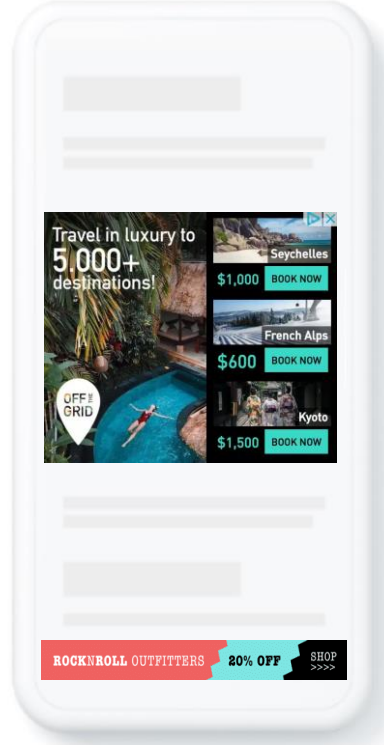 Travel in luxury to
5.000+
destinations!
OFF THE
GRID
Seychelles
$1,000 BOOK NOW
French Alps
$600 BOOK NOW
Kyoto
$1,500 BOOK NOW
ROCKNROLL OUTFITTERS 20% OFF SHOP
>>>>